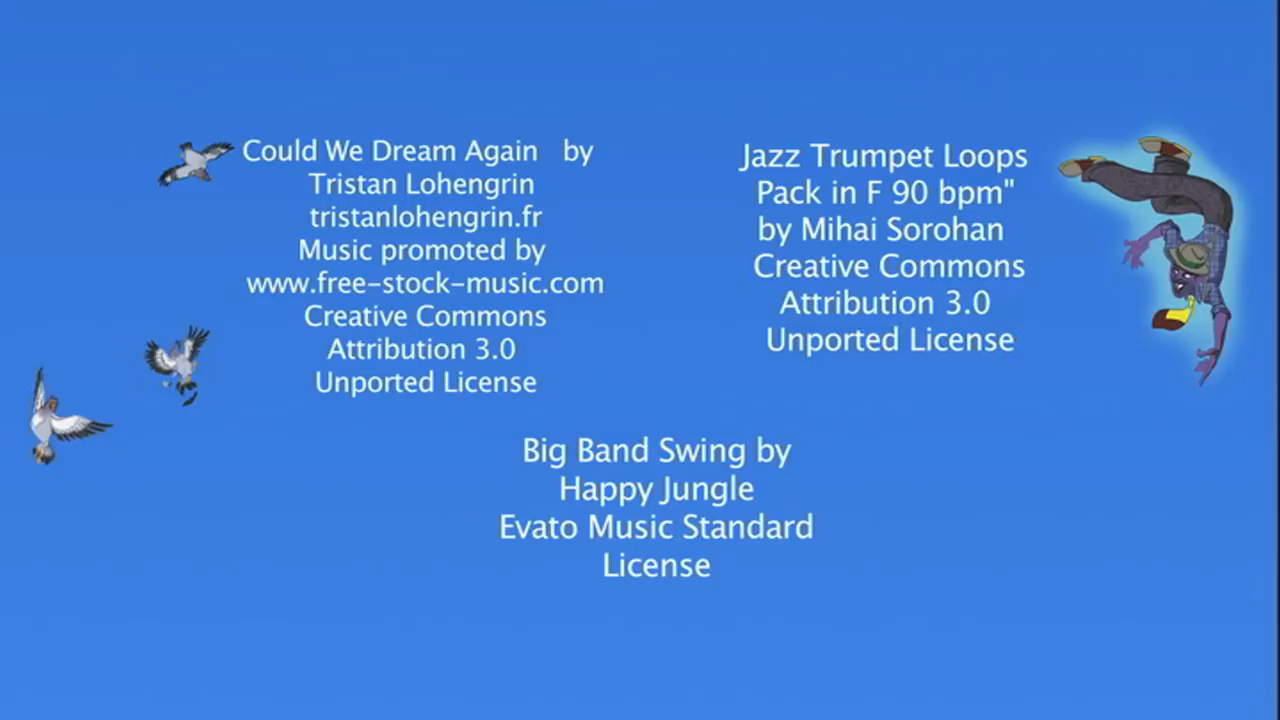 Could We Dream Again by
Tristan Lohengrin
tristanlohengrin.fr
Music promoted by
www.free-stock-music.com
Creative Commons
Attribution 3.0
Unported License
Jazz Trumpet Loops
Pack in F 90 bpm"
by Mihai Sorohan
Creative Commons
Attribution 3.0
Unported License
Big Band Swing by
Happy Jungle
Evato Music Standard
License